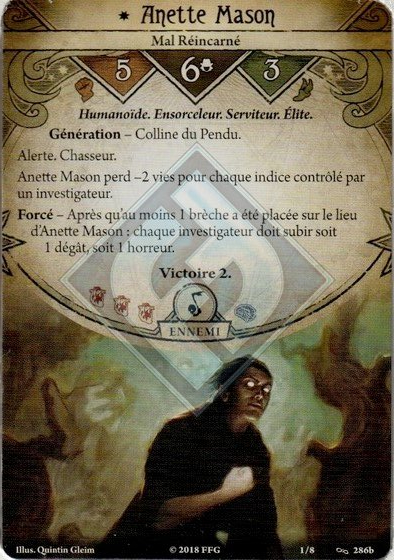 Anette Mason
Mal Réincarné
5 6 3
Humanoïde. Ensorceleur. Serviteur. Élite.
Génération – Colline du Pendu.
Alerte. Chasseur.
Anette Mason perd –2 vies pour chaque indice contrôlé par
un investigateur.
Forcé – Après qu'au moins 1 brèche a été placée sur le lieu
d'Anette Mason : chaque investigateur doit subir soit
1 dégât, soit 1 horreur.
Victoire 2.
ENNEMI
Illus. Quintin Gleim © 2018 FFG 1/8 286b